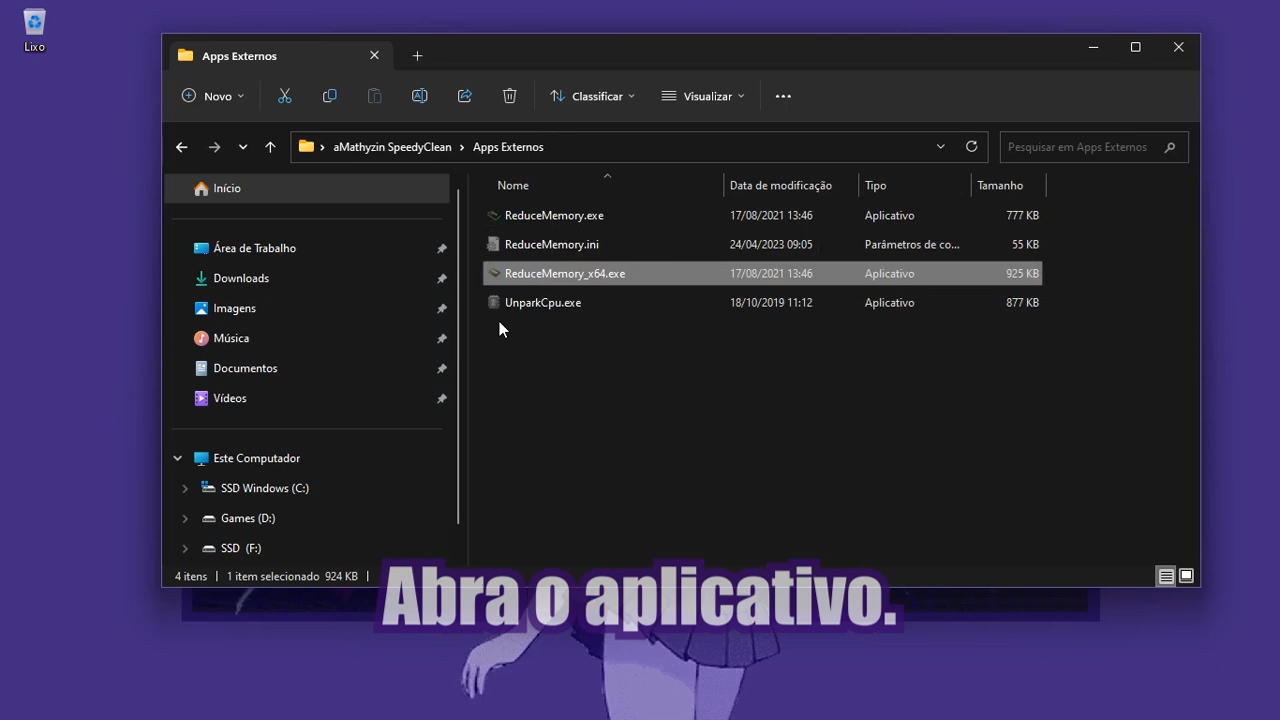 Lixo
Apps Externos
Novo
Classificar
Visualizar
aMathyzin SpeedyClean > Apps Externos
Pesquisar em Apps Externos
Nome Data de modificação Tipo Tamanho
Início
ReduceMemory.exe 17/08/2021 13:46 Aplicativo 777 KB
ReduceMemory.ini 24/04/2023 09:05 Parâmetros de co... 55 KB
ReduceMemory_x64.exe 17/08/2021 13:46 Aplicativo 925 KB
UnparkCpu.exe 18/10/2019 11:12 Aplicativo 877 KB
Área de Trabalho
Downloads
Imagens
Música
Documentos
Vídeos
Este Computador
SSD Windows (C:)
Games (D:)
SSD (F:)
4 itens 1 item selecionado 924 KB
Abra o aplicativo.